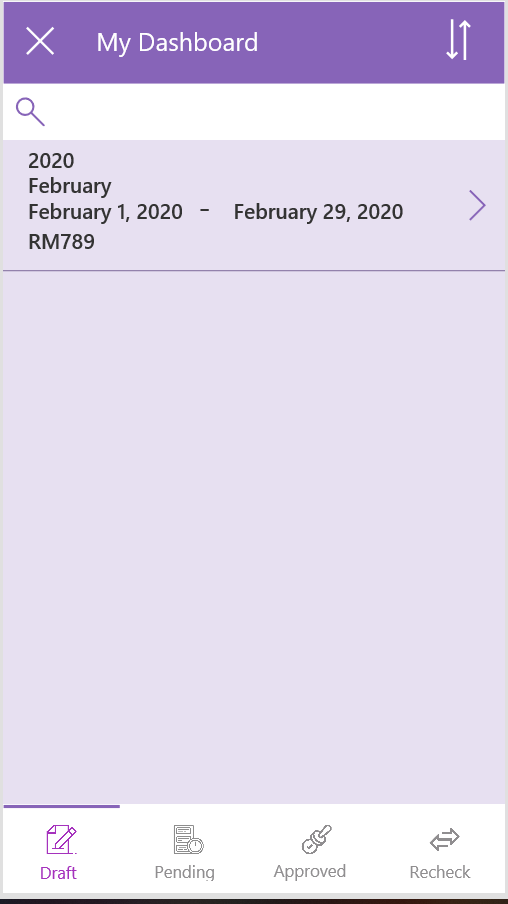 My Dashboard
2020
February
February 1, 2020 - February 29, 2020
RM789
Draft Pending Approved Recheck